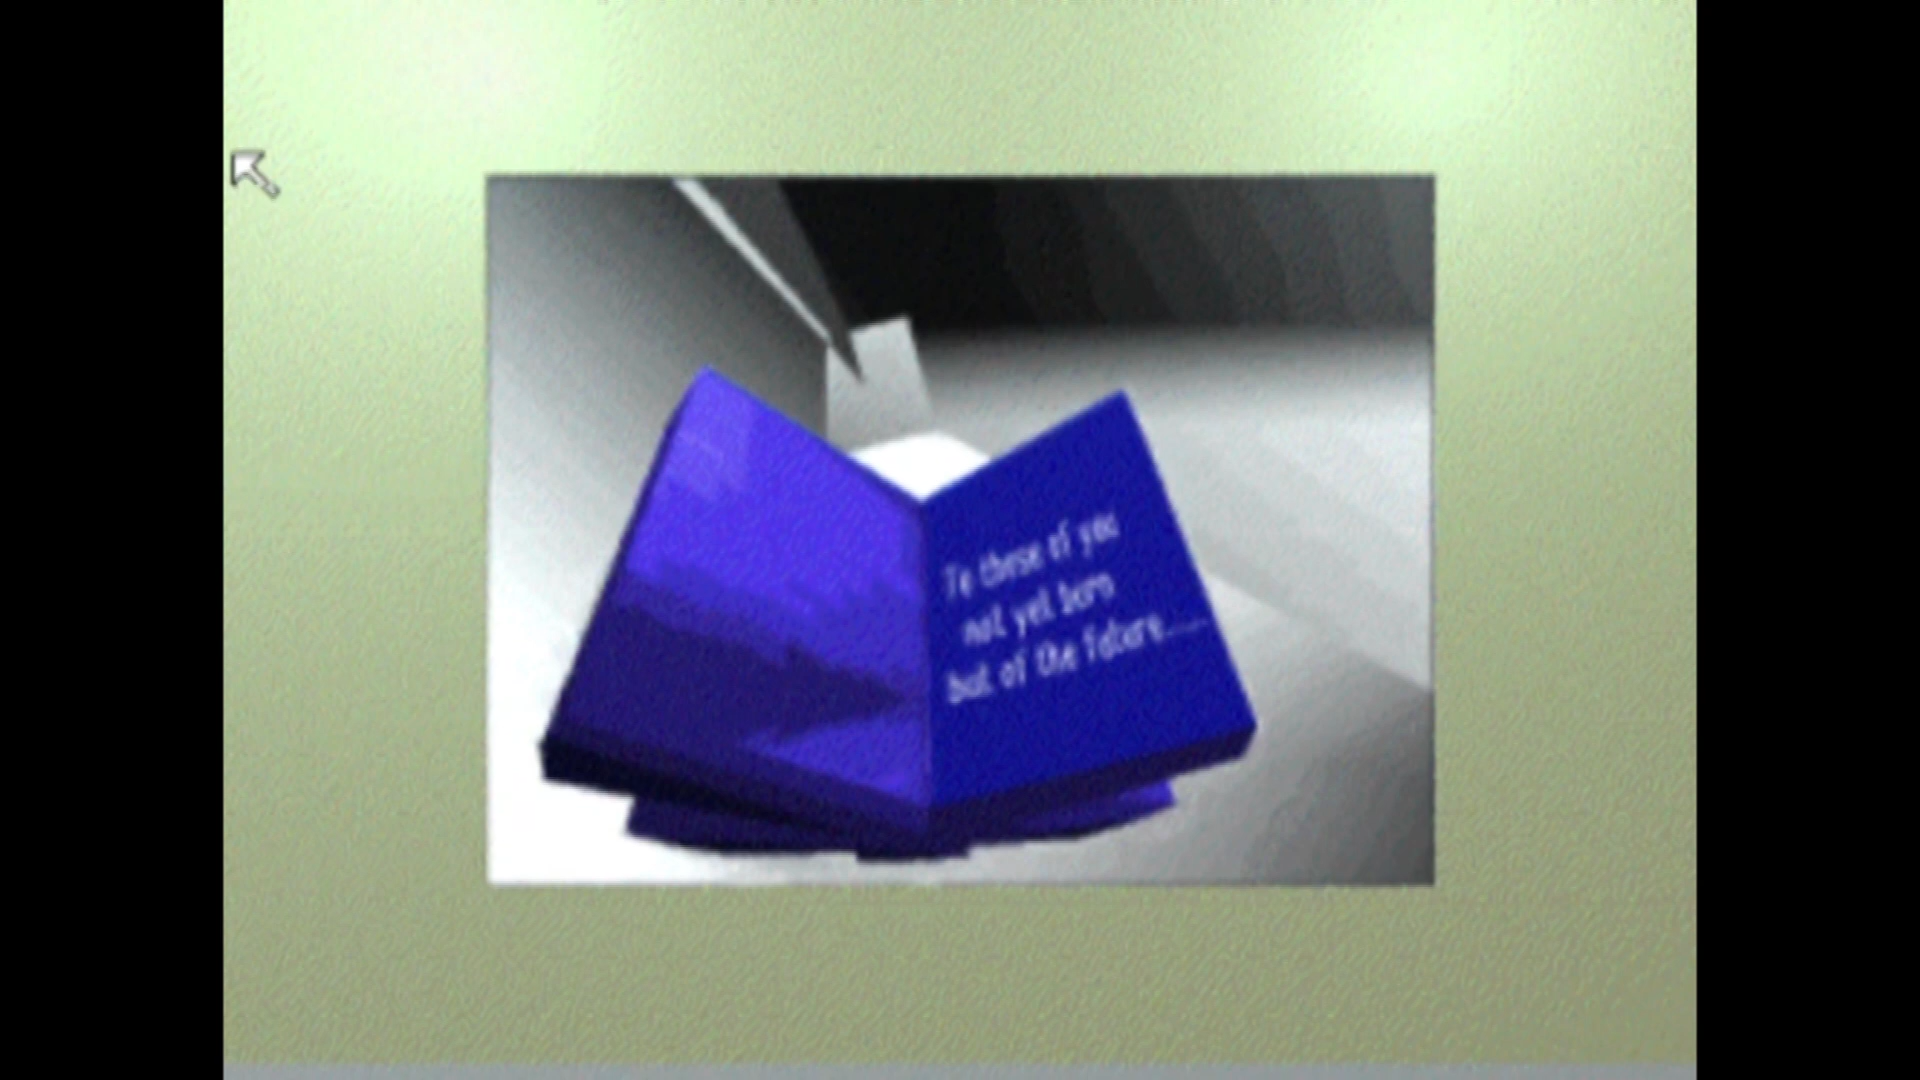 To those of you
not yet born
but of the future......